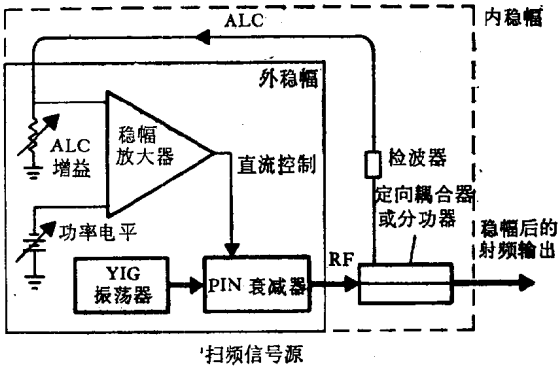 ALC
内稳幅
外稳幅
稳幅
放大器
ALC
增益
直流控制
检波器
定向耦合器
或分功器
功率电平
稳幅后的
射频输出
RF
YIG
振荡器
PIN 衰减器
扫频信号源